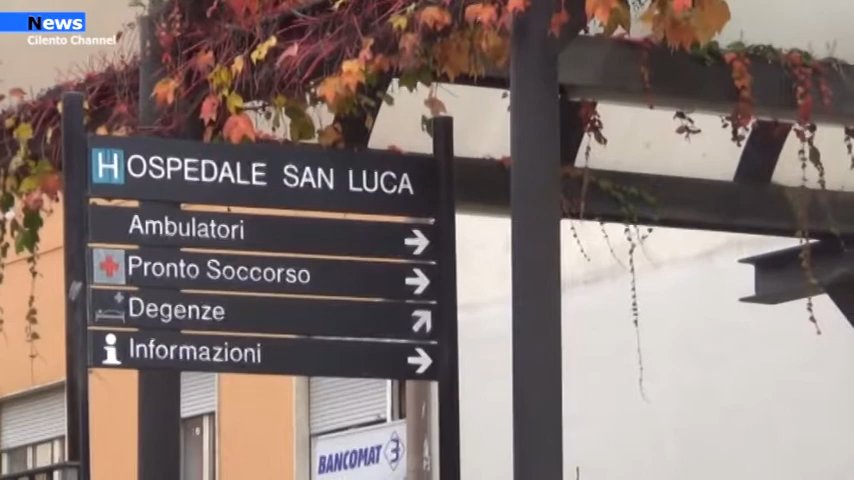 News
Cilento Channel
HOSPEDALE SAN LUCA
Ambulatori
Pronto Soccorso
Degenze
i Informazioni
BANCOMAT